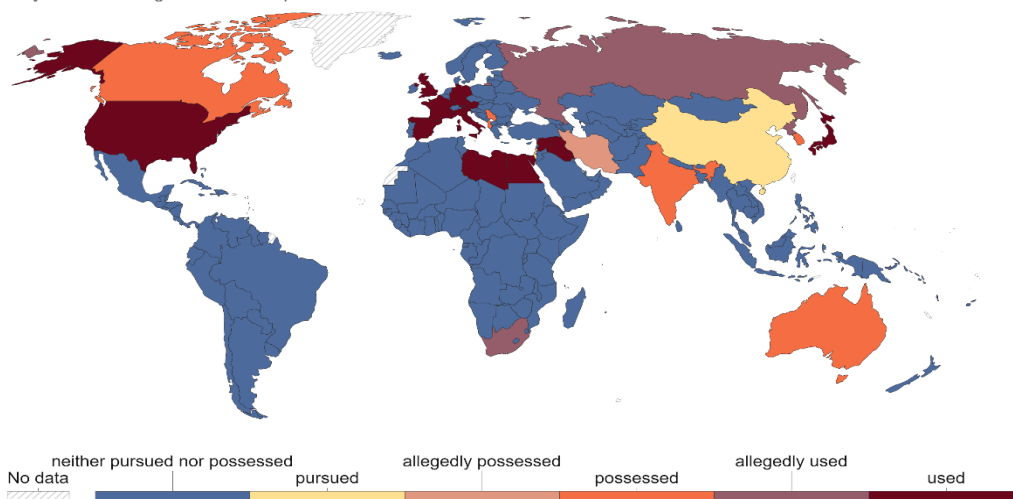 neither pursued nor possessed
allegedly possessed
allegedly used
No data
pursued
possessed
used